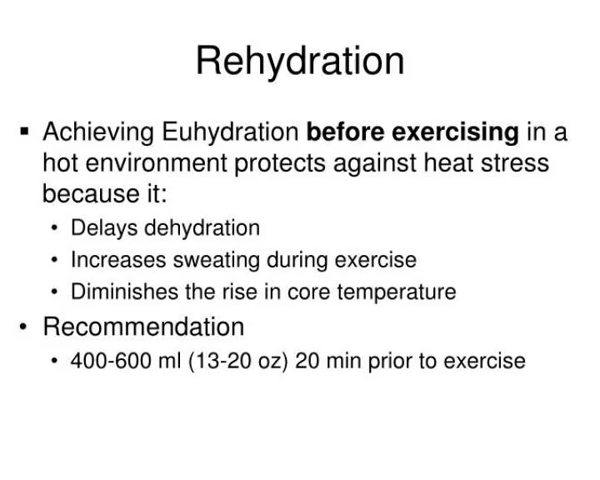 Rehydration
▪ Achieving Euhydration before exercising in a
hot environment protects against heat stress
because it:
• Delays dehydration
• Increases sweating during exercise
• Diminishes the rise in core temperature
• Recommendation
• 400-600 ml (13-20 oz) 20 min prior to exercise